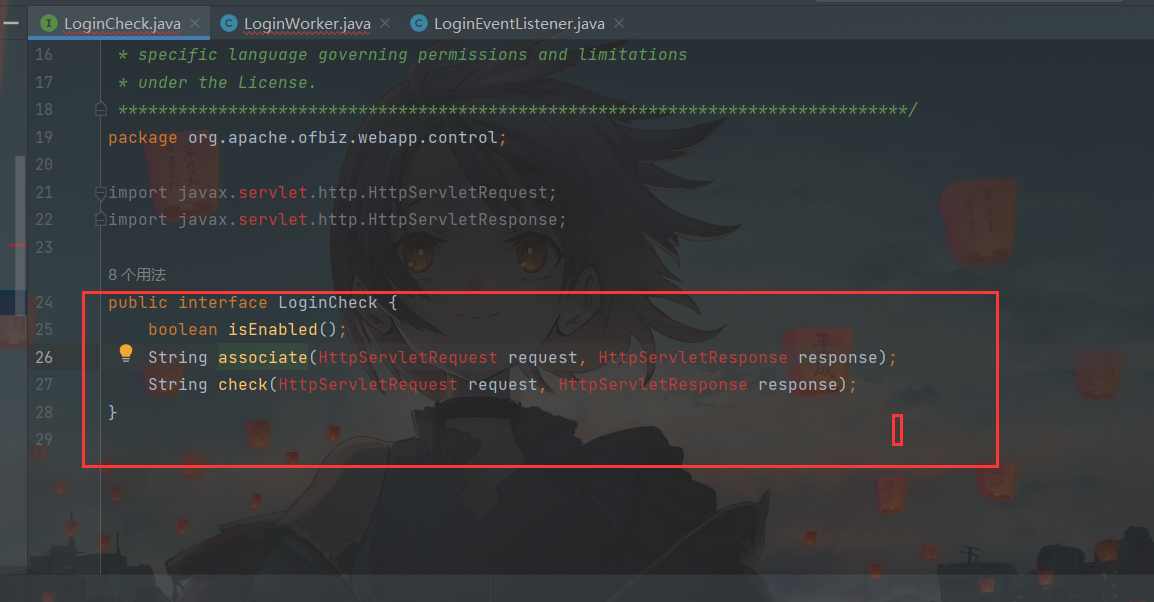 LoginCheck.java LoginWorker.java LoginEventListener.java
16 * specific language governing permissions and limitations
17 * under the License.
18 *******************************************************************************/
19 package org.apache.ofbiz.webapp.control;
20
21 import javax.servlet.http.HttpServletRequest;
22 import javax.servlet.http.HttpServletResponse;
23
8 个用法
24 public interface LoginCheck {
25 boolean isEnabled();
26 String associate(HttpServletRequest request, HttpServletResponse response);
27 String check(HttpServletRequest request, HttpServletResponse response);
28 }
29